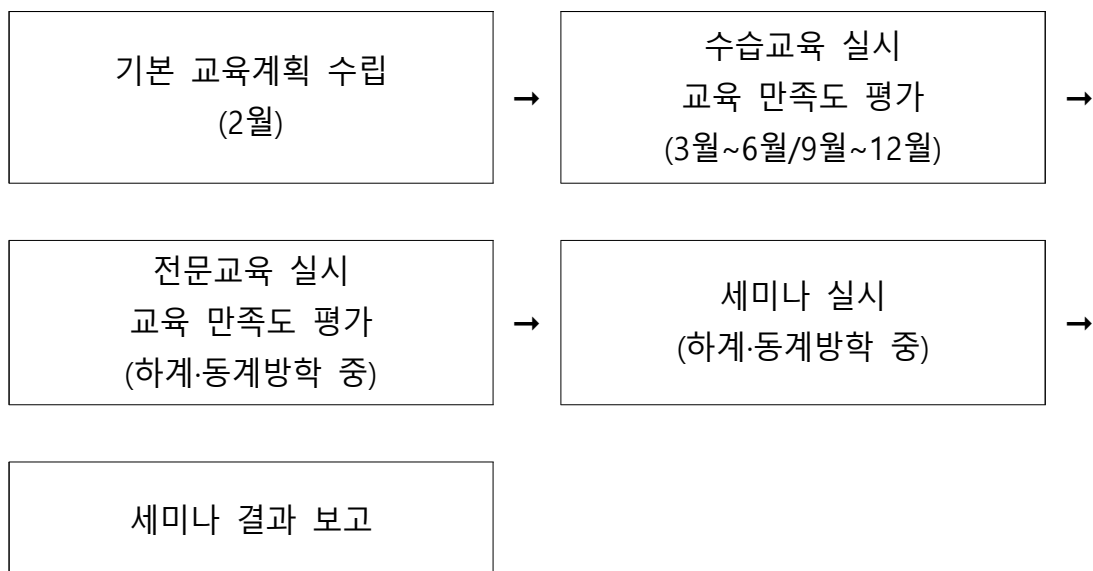 기본 교육계획 수립
(2월)
→
수습교육 실시
교육 만족도 평가
(3월~6월/9월~12월)
→
전문교육 실시
교육 만족도 평가
(하계·동계방학 중)
→
세미나 실시
(하계·동계방학 중)
→
세미나 결과 보고